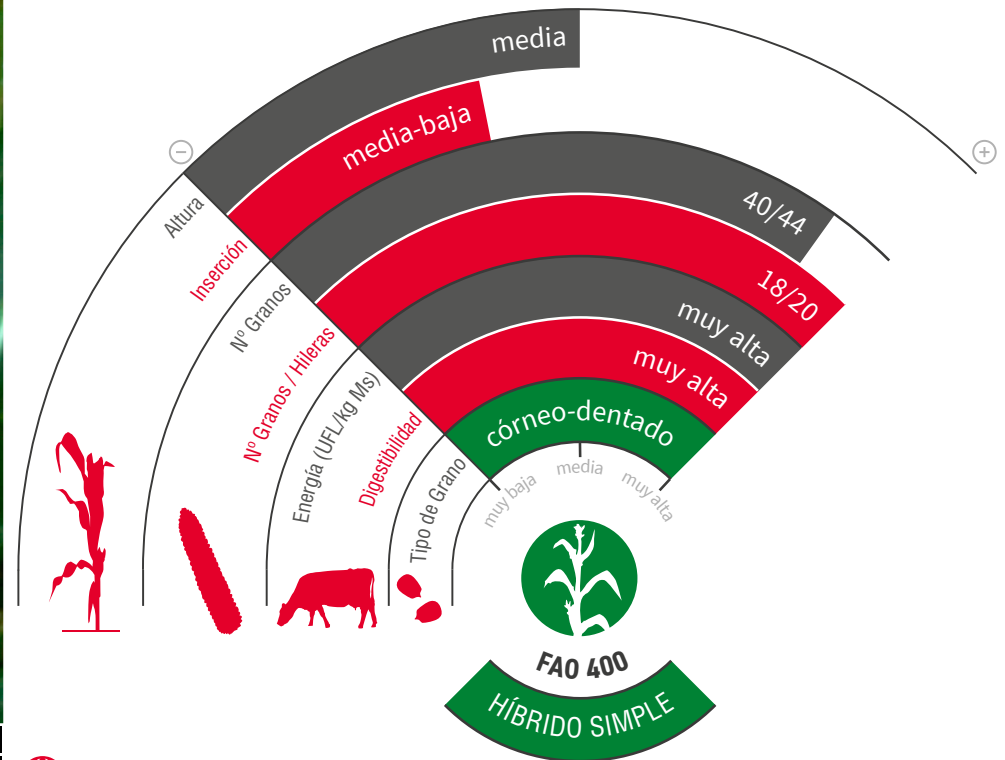 media
media-baja
40/44
18/20
muy alta
muy alta
córneo-dentado
Altura
Inserción
Nº Granos
Nº Granos / Hileras
Energía (UFL/kg Ms)
Digestibilidad
Tipo de Grano
muy baja
media
muy alta
FAO 400
HÍBRIDO SIMPLE